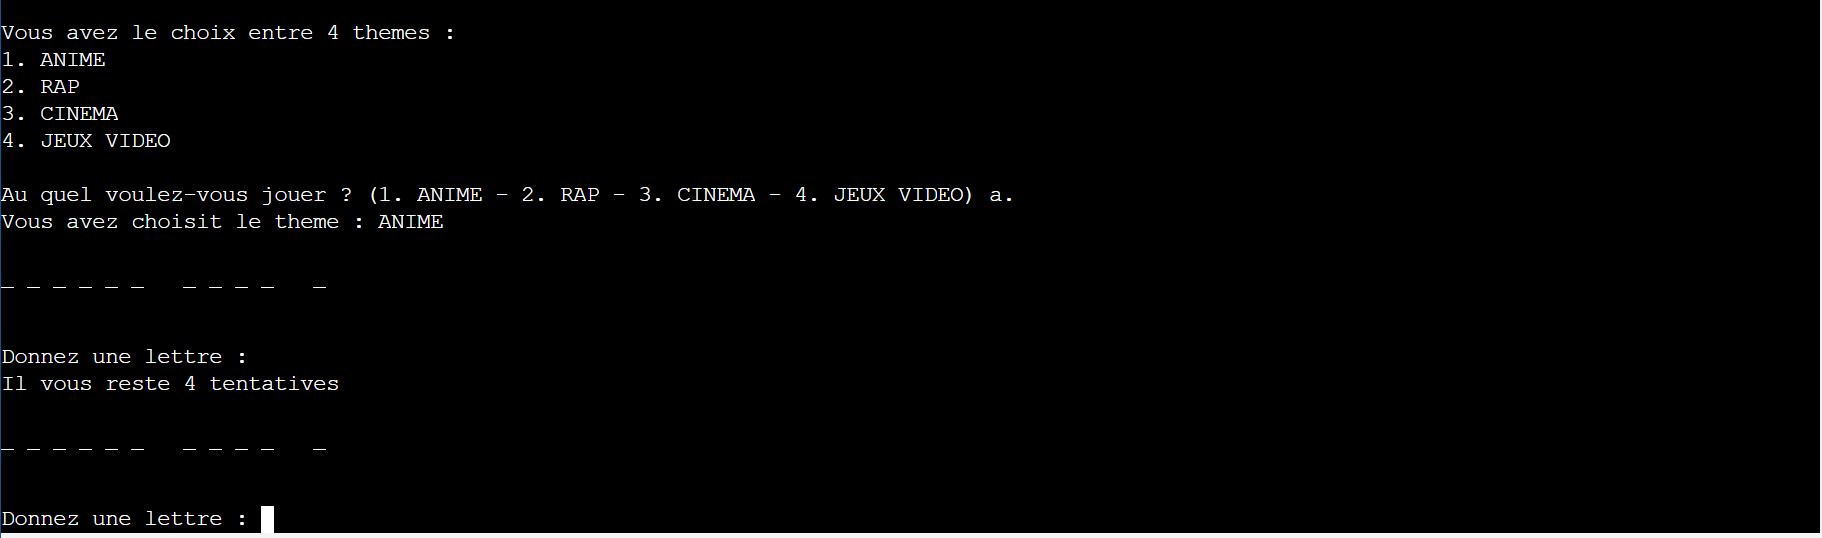 Vous avez le choix entre 4 themes :
1. ANIME
2. RAP
3. CINEMA
4. JEUX VIDEO
Au quel voulez-vous jouer ? (1. ANIME - 2. RAP - 3. CINEMA - 4. JEUX VIDEO) a.
Vous avez choisit le theme : ANIME
_ _ _ _ _ _   _ _ _ _   _
Donnez une lettre :
Il vous reste 4 tentatives
_ _ _ _ _ _   _ _ _ _   _
Donnez une lettre :